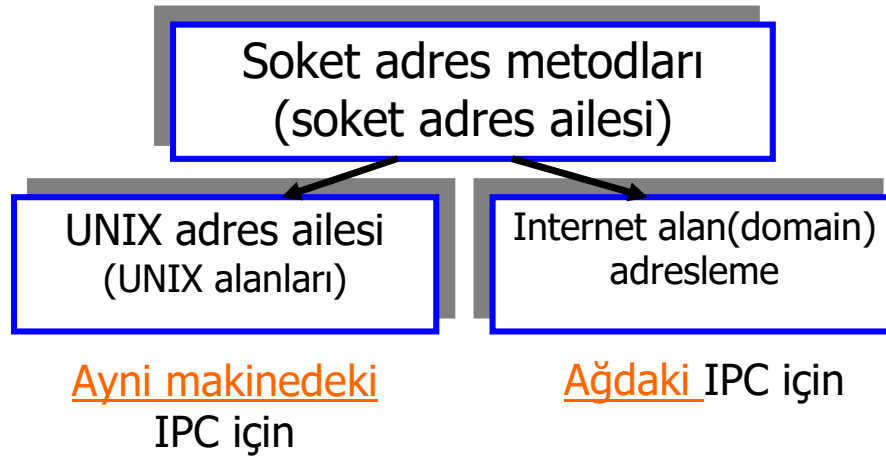 Soket adres metodları
(soket adres ailesi)
UNIX adres ailesi
(UNIX alanları)
Internet alan(domain)
adresleme
Ayni makinedeki
IPC için
Ağdaki IPC için